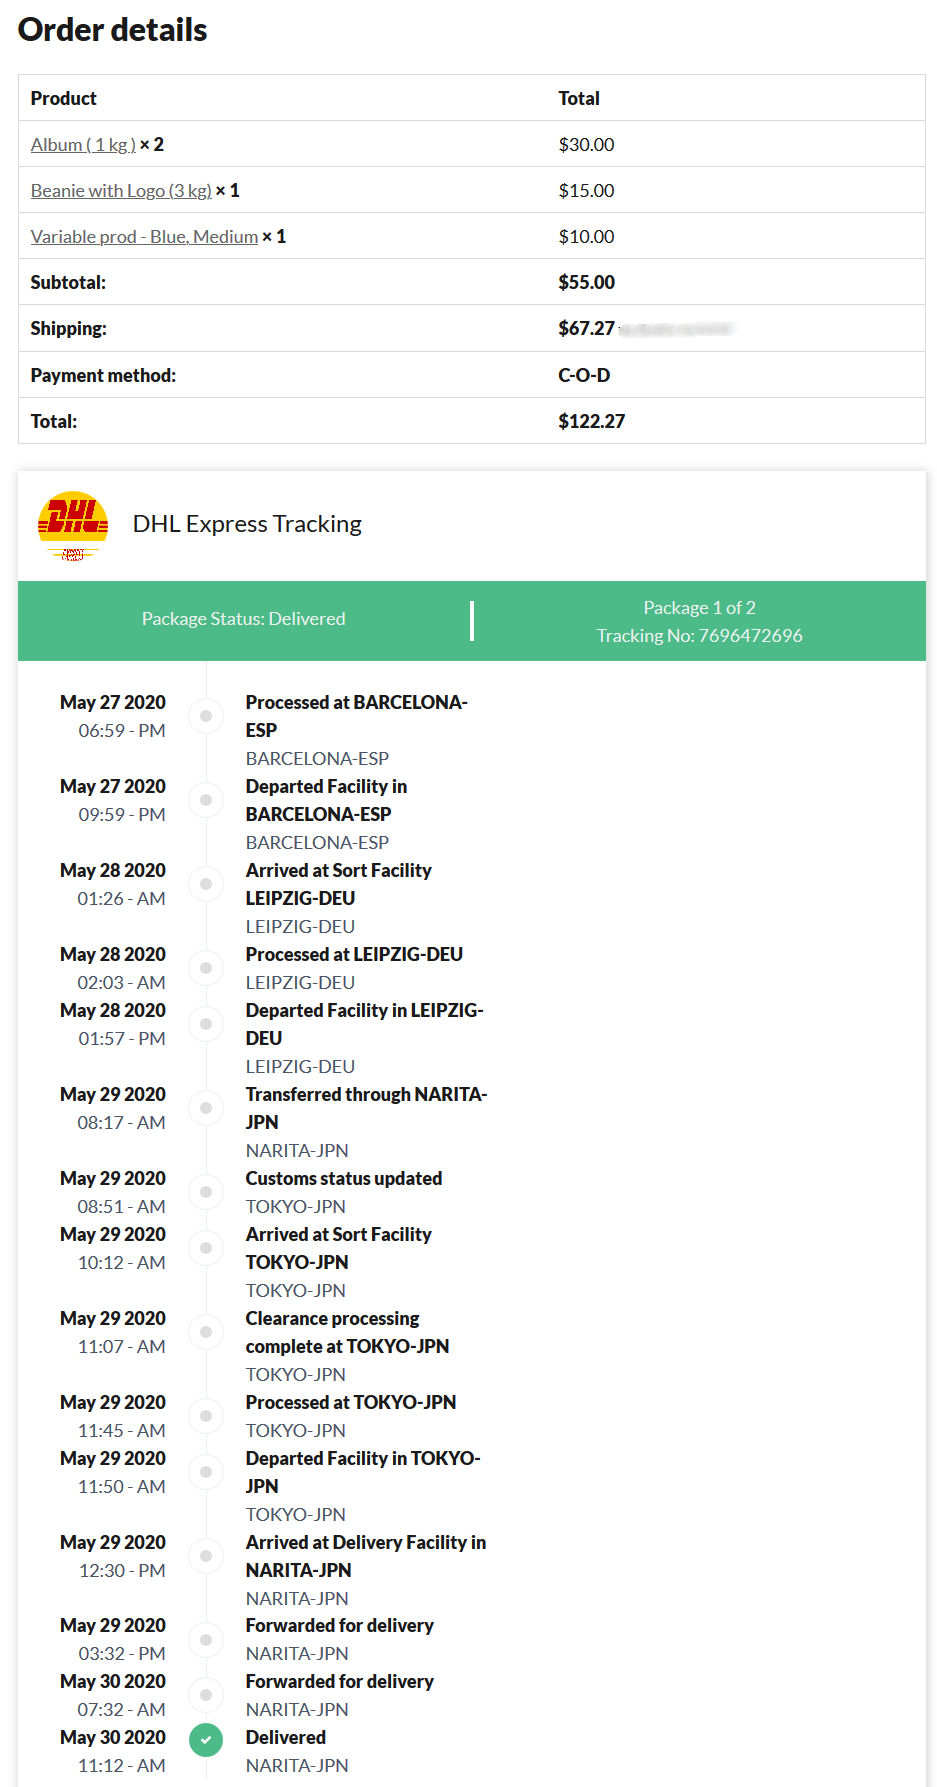 Order details
Product Total
Album ( 1 kg ) × 2 $30.00
Beanie with Logo (3 kg) × 1 $15.00
Variable prod - Blue, Medium × 1 $10.00
Subtotal: $55.00
Shipping: $67.27
Payment method: C-O-D
Total: $122.27
DHL
DHL Express Tracking
Package Status: Delivered
Package 1 of 2
Tracking No: 7696472696
May 27 2020 Processed at BARCELONA-
06:59 - PM ESP
BARCELONA-ESP
May 27 2020 Departed Facility in
09:59 - PM BARCELONA-ESP
BARCELONA-ESP
May 28 2020 Arrived at Sort Facility
01:26 - AM LEIPZIG-DEU
LEIPZIG-DEU
May 28 2020 Processed at LEIPZIG-DEU
02:03 - AM LEIPZIG-DEU
May 28 2020 Departed Facility in LEIPZIG-
01:57 - PM DEU
LEIPZIG-DEU
May 29 2020 Transferred through NARITA-
08:17 - AM JPN
NARITA-JPN
May 29 2020 Customs status updated
08:51 - AM TOKYO-JPN
May 29 2020 Arrived at Sort Facility
10:12 - AM TOKYO-JPN
TOKYO-JPN
May 29 2020 Clearance processing
11:07 - AM complete at TOKYO-JPN
TOKYO-JPN
May 29 2020 Processed at TOKYO-JPN
11:45 - AM TOKYO-JPN
May 29 2020 Departed Facility in TOKYO-
11:50 - AM JPN
TOKYO-JPN
May 29 2020 Arrived at Delivery Facility in
12:30 - PM NARITA-JPN
NARITA-JPN
May 29 2020 Forwarded for delivery
03:32 - PM NARITA-JPN
May 30 2020 Forwarded for delivery
07:32 - AM NARITA-JPN
May 30 2020 Delivered
11:12 - AM NARITA-JPN